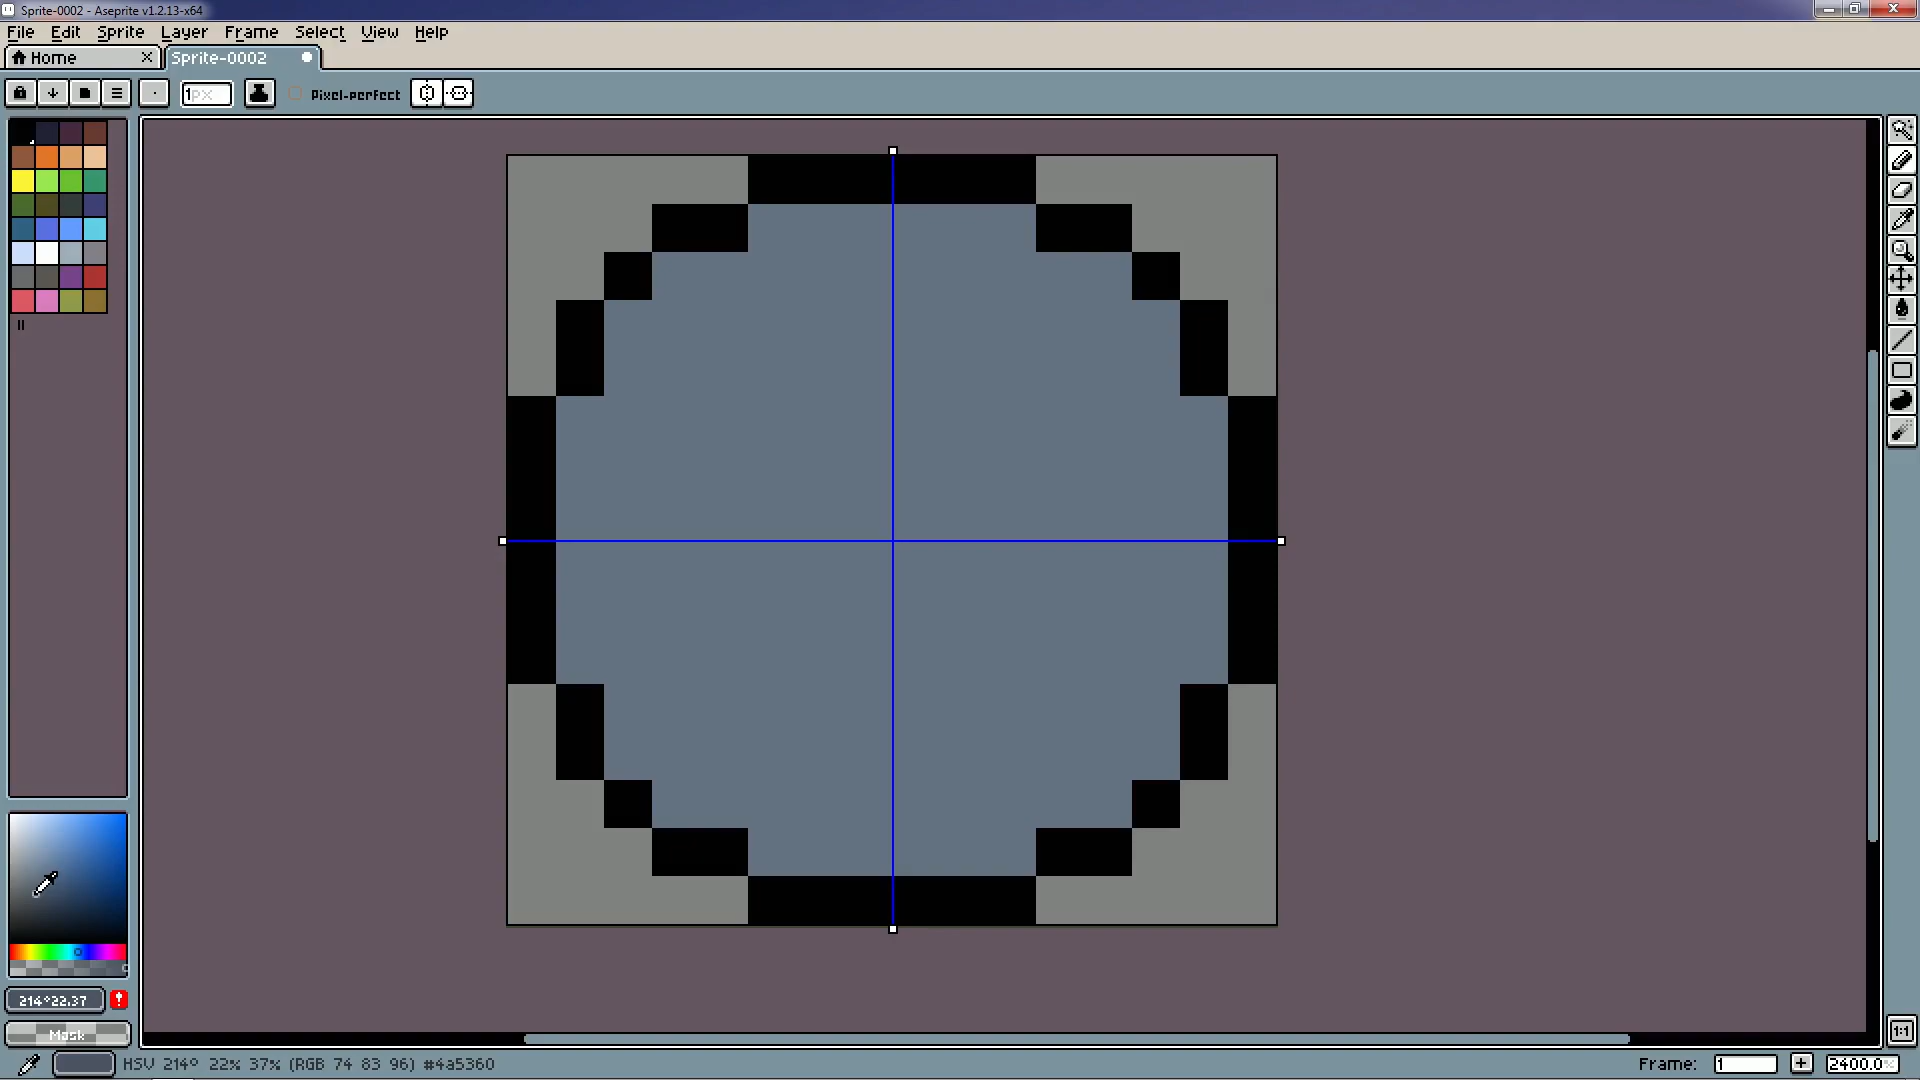 Sprite-0002 - Aseprite v1.2.13-x64
File Edit Sprite Layer Frame Select View Help
Home Sprite-0002
1px Pixel-perfect
214°22.37
Mask
1:1
HSV 214° 22% 37% (RGB 74 83 96) #4a5360
Frame: 1 + 2400.0%